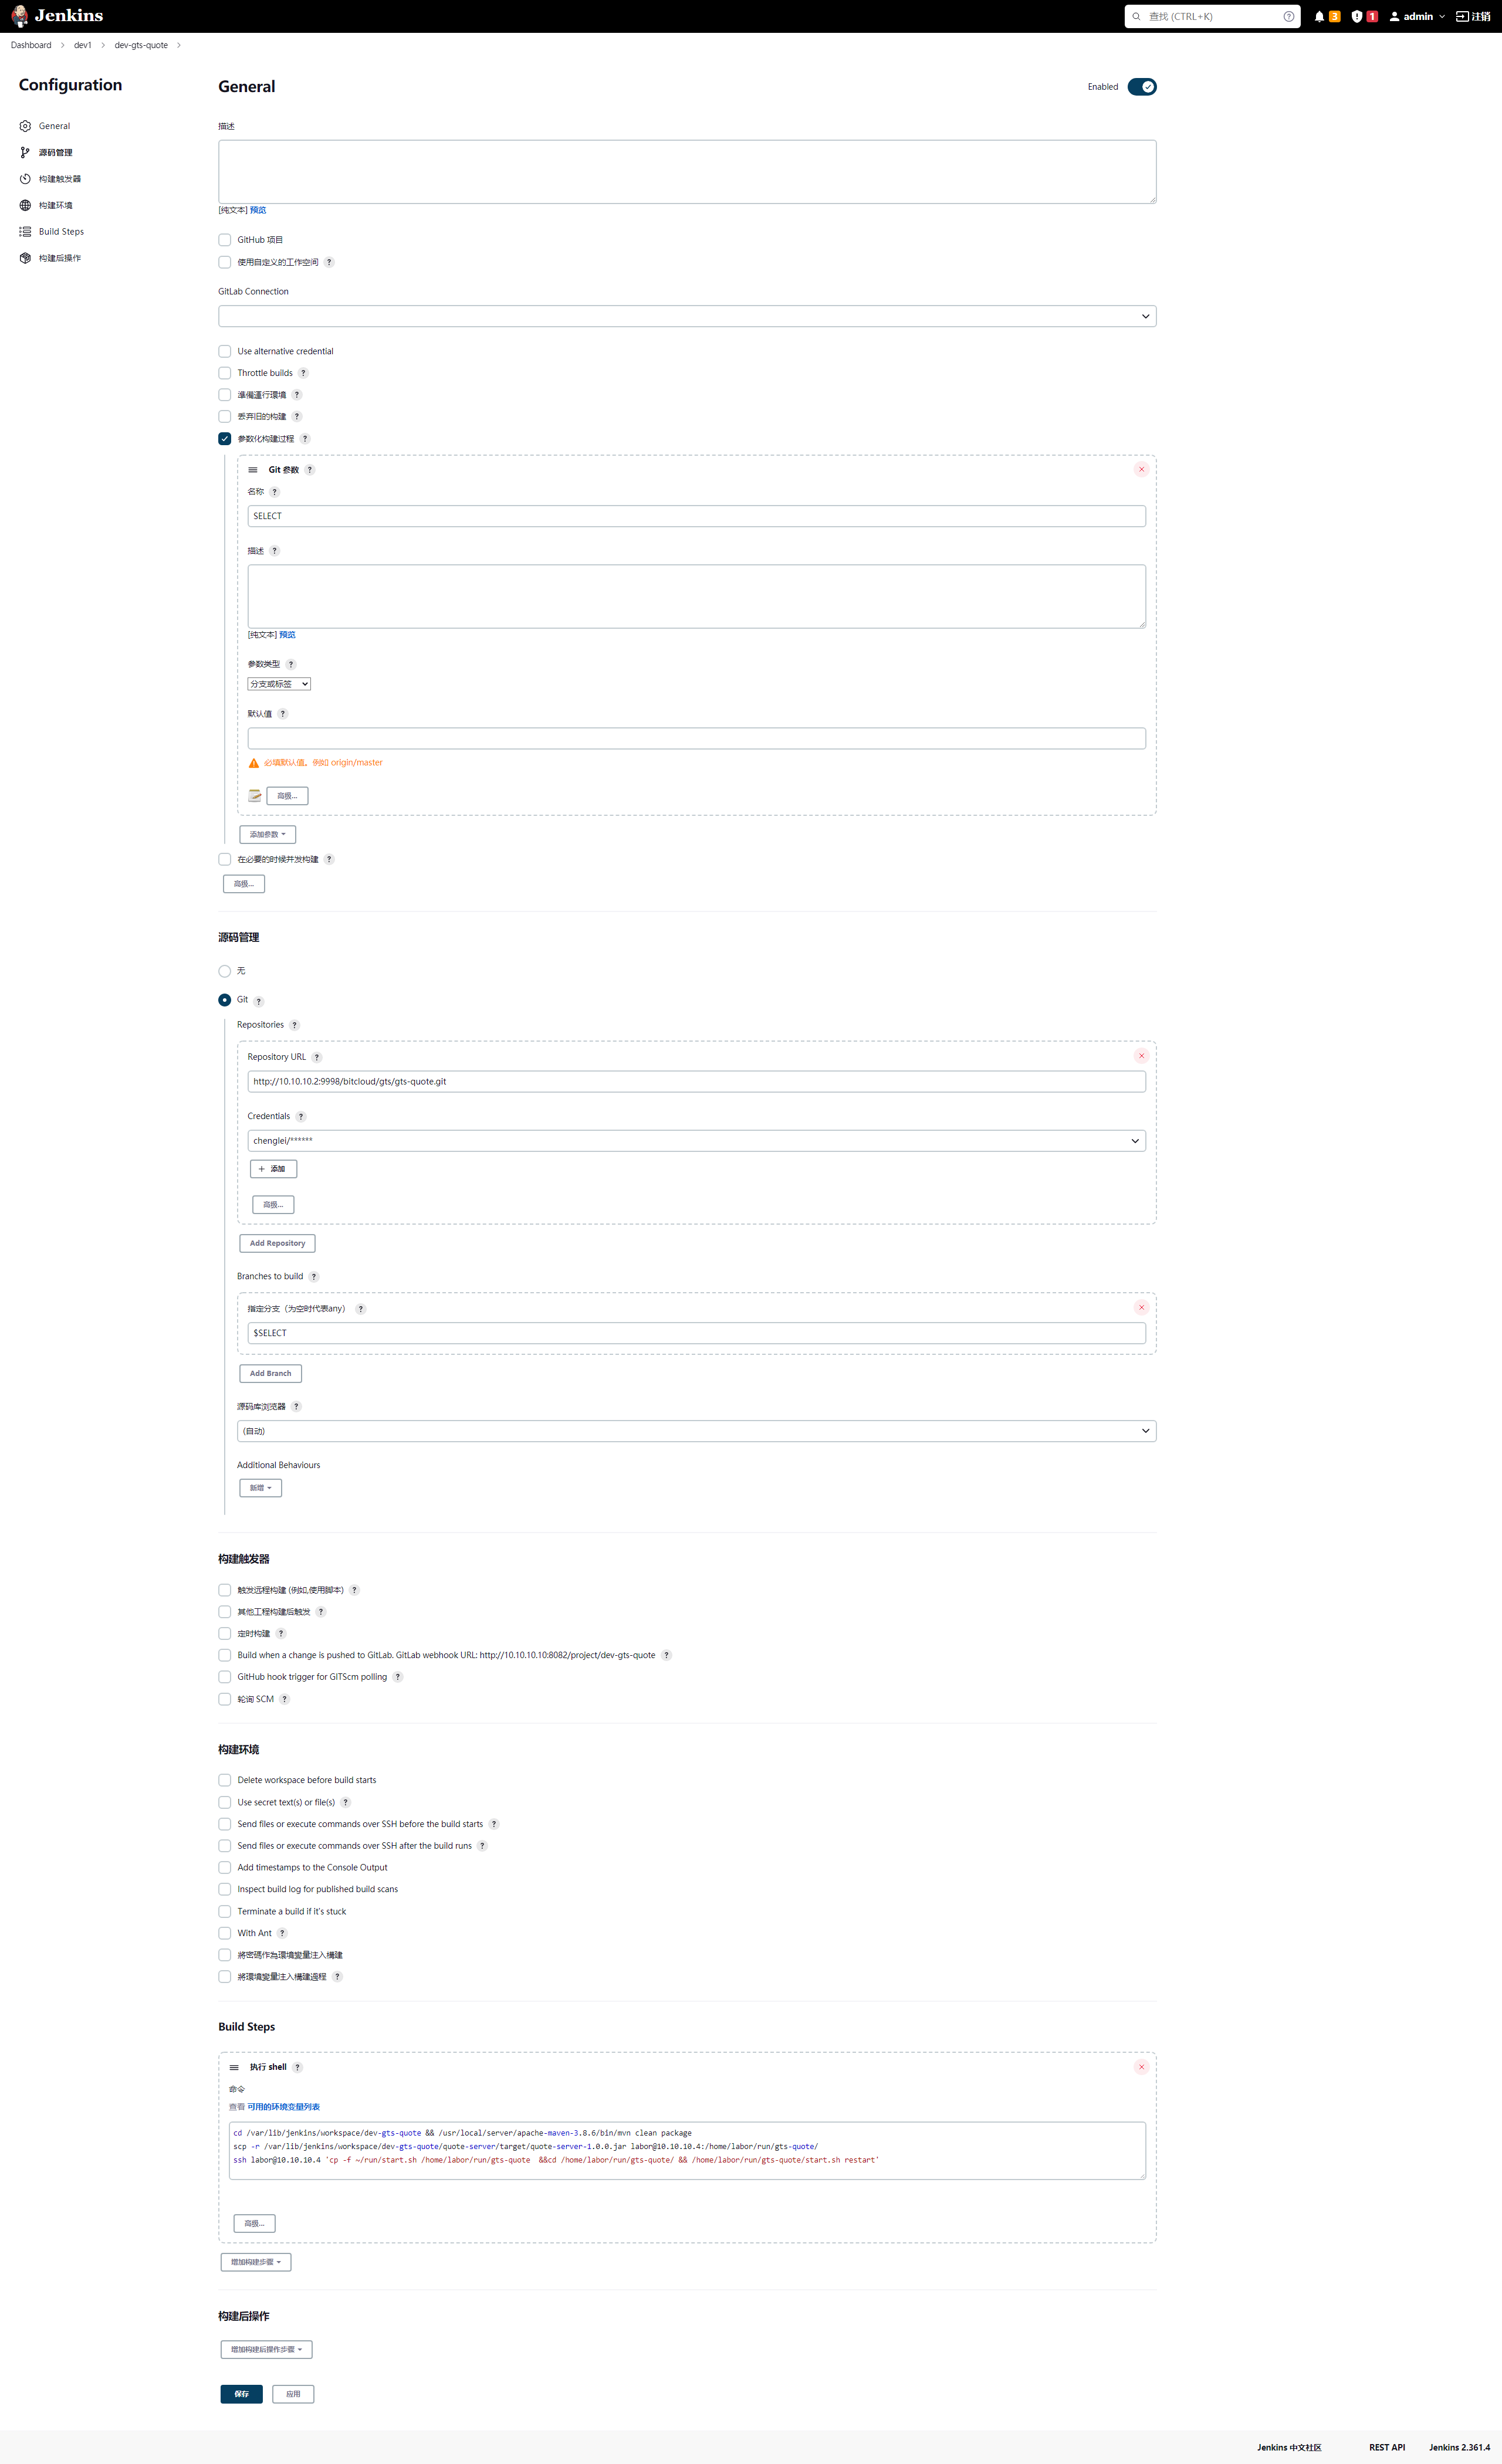 Jenkins
查找 (CTRL+K)
3
1
admin
注销
Dashboard
dev1
dev-gts-quote
Configuration
General
源码管理
构建触发器
构建环境
Build Steps
构建后操作
General
Enabled
描述
[纯文本] 预览
GitHub 项目
使用自定义的工作空间 ?
GitLab Connection
Use alternative credential
Throttle builds ?
準備運行環境 ?
丢弃旧的构建 ?
参数化构建过程 ?
Git 参数 ?
名称 ?
SELECT
描述 ?
[纯文本] 预览
参数类型 ?
分支或标签
默认值 ?
必填默认值。例如 origin/master
高级...
添加参数
在必要的时候并发构建 ?
高级...
源码管理
无
Git ?
Repositories ?
Repository URL ?
http://10.10.10.2:9998/bitcloud/gts/gts-quote.git
Credentials ?
chenglei/******
添加
高级...
Add Repository
Branches to build ?
指定分支（为空时代表any） ?
$SELECT
Add Branch
源码库浏览器 ?
(自动)
Additional Behaviours
新增
构建触发器
触发远程构建 (例如,使用脚本) ?
其他工程构建后触发 ?
定时构建 ?
Build when a change is pushed to GitLab. GitLab webhook URL: http://10.10.10.10:8082/project/dev-gts-quote ?
GitHub hook trigger for GITScm polling ?
轮询 SCM ?
构建环境
Delete workspace before build starts
Use secret text(s) or file(s) ?
Send files or execute commands over SSH before the build starts ?
Send files or execute commands over SSH after the build runs ?
Add timestamps to the Console Output
Inspect build log for published build scans
Terminate a build if it's stuck
With Ant ?
將密碼作為環境變量注入構建
將環境變量注入構建過程 ?
Build Steps
执行 shell ?
命令
查看 可用的环境变量列表
cd /var/lib/jenkins/workspace/dev-gts-quote && /usr/local/server/apache-maven-3.8.6/bin/mvn clean package
scp -r /var/lib/jenkins/workspace/dev-gts-quote/quote-server/target/quote-server-1.0.0.jar labor@10.10.10.4:/home/labor/run/gts-quote/
ssh labor@10.10.10.4 'cp -f ~/run/start.sh /home/labor/run/gts-quote  &&cd /home/labor/run/gts-quote/ && /home/labor/run/gts-quote/start.sh restart'
高级...
增加构建步骤
构建后操作
增加构建后操作步骤
保存
应用
Jenkins 中文社区
REST API
Jenkins 2.361.4